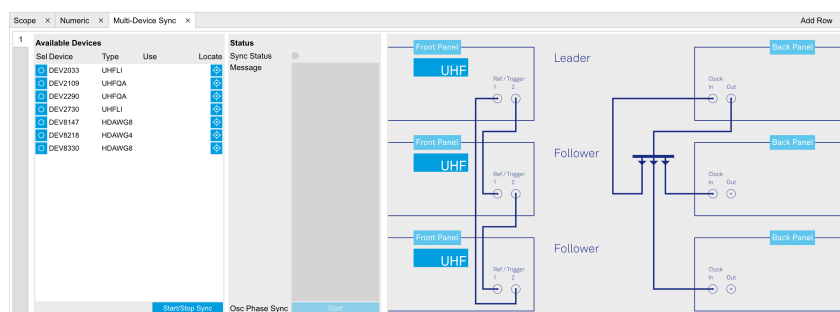 Scope × Numeric × Multi-Device Sync × Add Row
1
Available Devices
Sel Device Type Use Locate
DEV2033 UHFLI
DEV2109 UHFQA
DEV2290 UHFQA
DEV2730 UHFLI
DEV8147 HDAWG8
DEV8218 HDAWG4
DEV8330 HDAWG8
Start/Stop Sync
Status
Sync Status
Message
Osc Phase Sync Start
Front Panel
UHF
Ref / Trigger
1 2
Leader
Back Panel
Clock
In Out
Front Panel
UHF
Ref / Trigger
1 2
Follower
Back Panel
Clock
In Out
Front Panel
UHF
Ref / Trigger
1 2
Follower
Back Panel
Clock
In Out